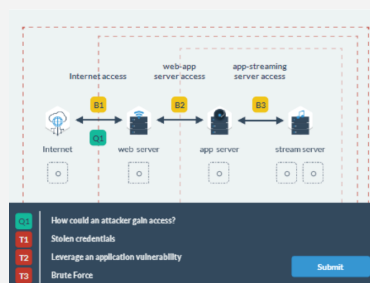 web-app app-streaming
Internet access server access server access
B1 B2 B3
Q1
Internet web server app server stream server
Q1 How could an attacker gain access?
T1 Stolen credentials
T2 Leverage an application vulnerability
T3 Brute Force
Submit